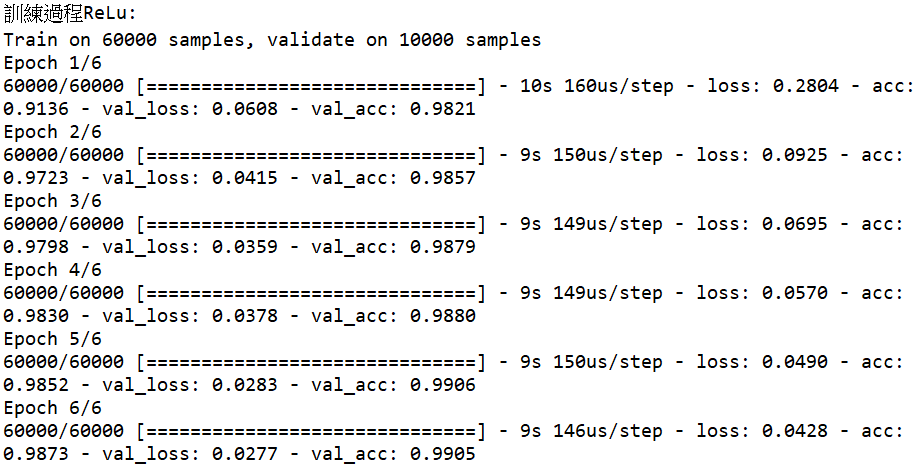 訓練過程ReLu:
Train on 60000 samples, validate on 10000 samples
Epoch 1/6
60000/60000 [==============================] - 10s 160us/step - loss: 0.2804 - acc:
0.9136 - val_loss: 0.0608 - val_acc: 0.9821
Epoch 2/6
60000/60000 [==============================] - 9s 150us/step - loss: 0.0925 - acc:
0.9723 - val_loss: 0.0415 - val_acc: 0.9857
Epoch 3/6
60000/60000 [==============================] - 9s 149us/step - loss: 0.0695 - acc:
0.9798 - val_loss: 0.0359 - val_acc: 0.9879
Epoch 4/6
60000/60000 [==============================] - 9s 149us/step - loss: 0.0570 - acc:
0.9830 - val_loss: 0.0378 - val_acc: 0.9880
Epoch 5/6
60000/60000 [==============================] - 9s 150us/step - loss: 0.0490 - acc:
0.9852 - val_loss: 0.0283 - val_acc: 0.9906
Epoch 6/6
60000/60000 [==============================] - 9s 146us/step - loss: 0.0428 - acc:
0.9873 - val_loss: 0.0277 - val_acc: 0.9905